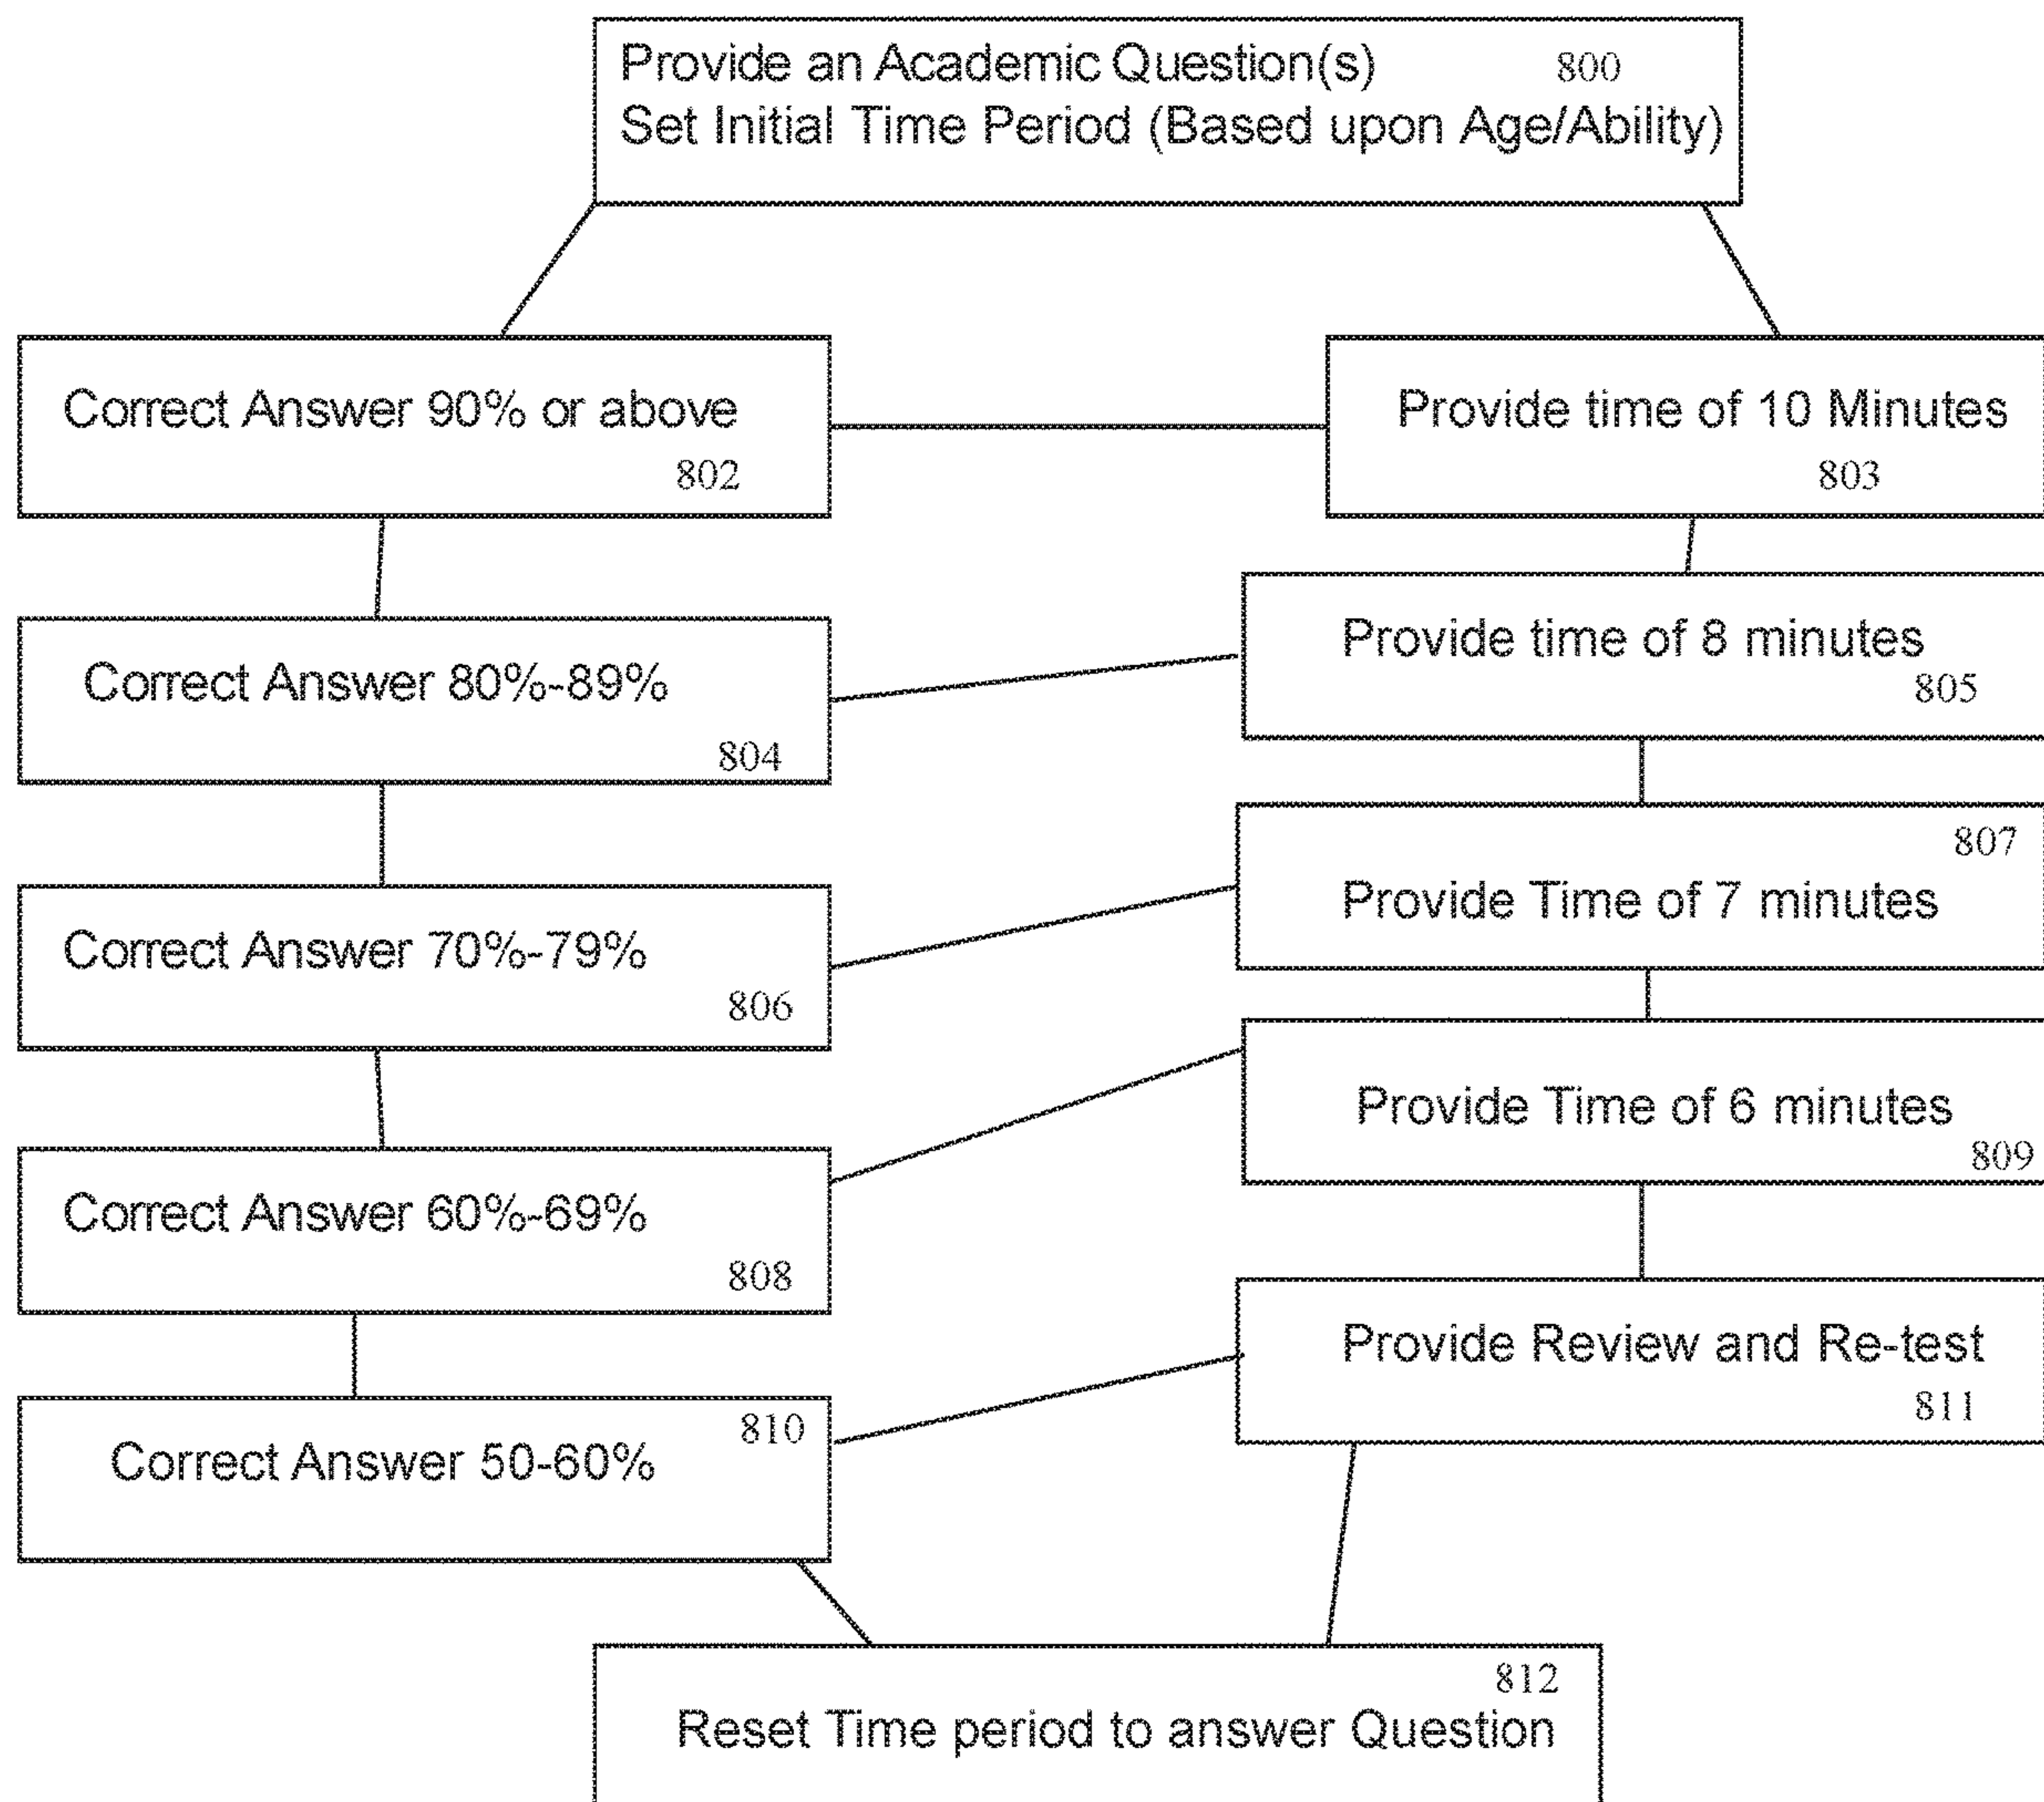 Provide an Academic Question(s) 800
Set Initial Time Period (Based upon Age/Ability)
Correct Answer 90% or above
802
Provide time of 10 Minutes
803
Correct Answer 80%-89%
804
Provide time of 8 minutes
805
Correct Answer 70%-79%
806
807
Provide Time of 7 minutes
Correct Answer 60%-69%
808
Provide Time of 6 minutes
809
810
Correct Answer 50-60%
Provide Review and Re-test
811
812
Reset Time period to answer Question